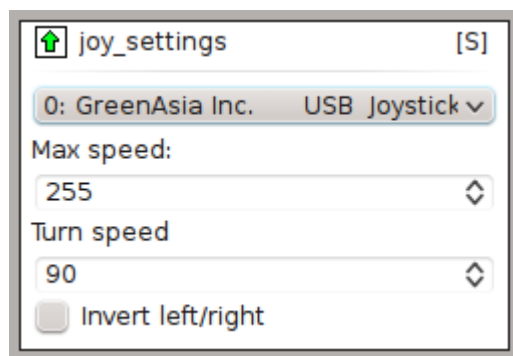 joy_settings [S]
0: GreenAsia Inc. USB Joystick
Max speed:
255
Turn speed
90
Invert left/right